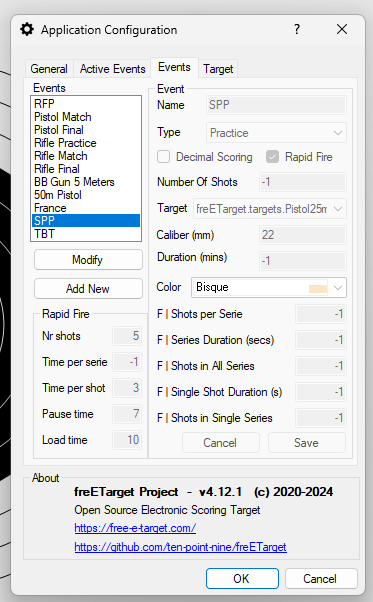 Application Configuration
?
General
Active Events
Events
Target
Events
RFP
Pistol Match
Pistol Final
Rifle Practice
Rifle Match
Rifle Final
BB Gun 5 Meters
50m Pistol
France
SPP
TBT
Modify
Add New
Rapid Fire
Nr shots 5
Time per serie -1
Time per shot 3
Pause time 7
Load time 10
Event
Name SPP
Type Practice
Decimal Scoring Rapid Fire
Number Of Shots -1
Target freETarget.targets.Pistol25m
Caliber (mm) 22
Duration (mins) -1
Color Bisque
F | Shots per Serie -1
F | Series Duration (secs) -1
F | Shots in All Series -1
F | Single Shot Duration (s) -1
F | Shots in Single Series -1
Cancel Save
About
freETarget Project - v4.12.1 (c) 2020-2024
Open Source Electronic Scoring Target
https://free-e-target.com/
https://github.com/ten-point-nine/freETarget
OK Cancel